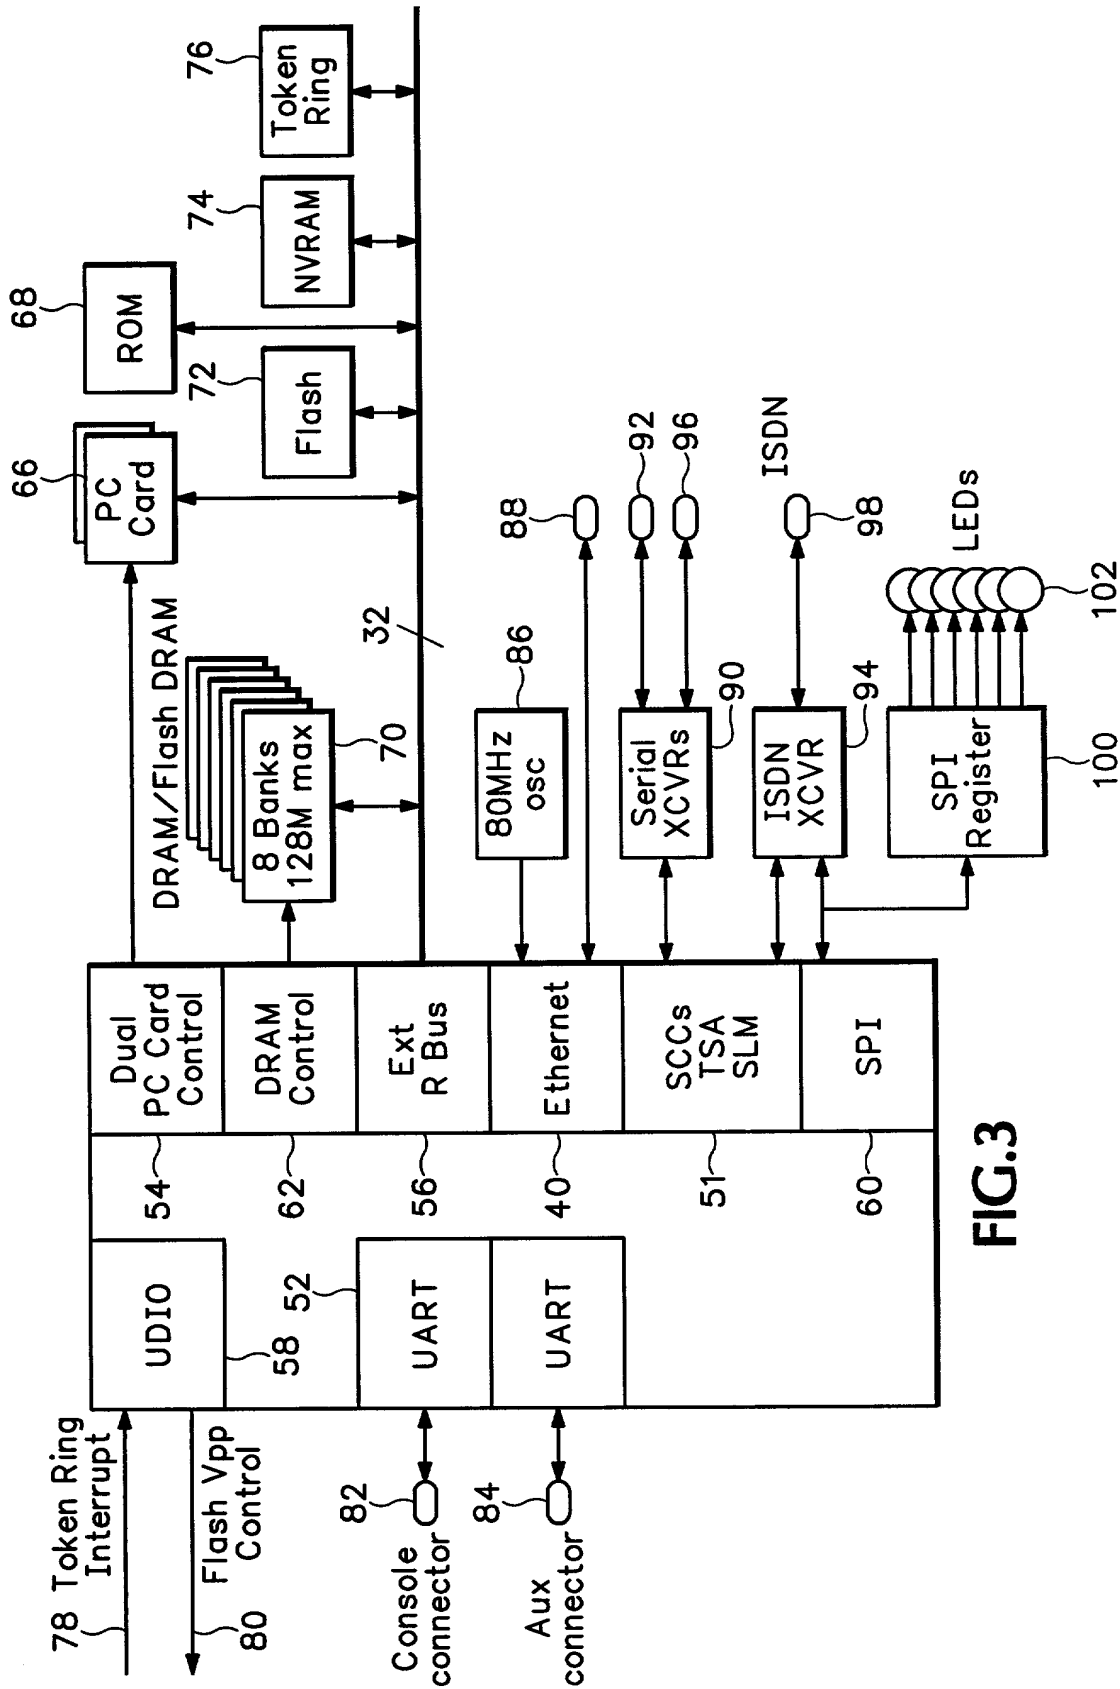 78 Token Ring
Interrupt
Flash Vpp
Control
80
UDIO
58
Console
connector
82
UART
52
Aux
connector
84
UART
54
Dual
PC Card
Control
62
DRAM
Control
56
Ext
R Bus
40
Ethernet
51
SCCs
TSA
SLM
60
SPI
DRAM/Flash DRAM
8 Banks
128M max
70
66
PC
Card
68
ROM
72
Flash
74
NVRAM
76
Token
Ring
32
80MHz
osc
86
88
Serial
XCVRs
90
92
96
ISDN
XCVR
94
ISDN
98
SPI
Register
100
LEDs
102
FIG.3